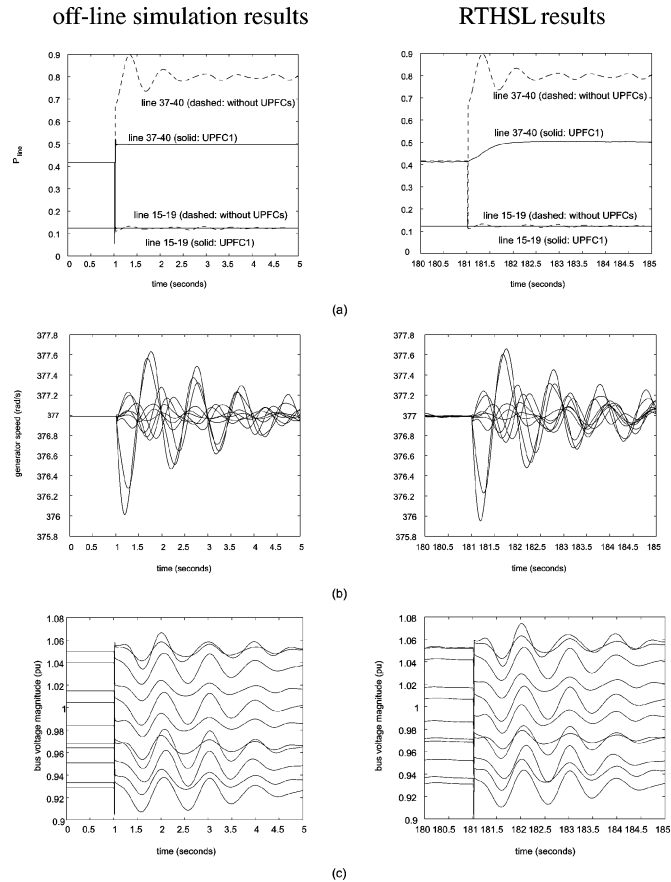 off-line simulation results
RTHSL results
0.9
0.8
0.7
0.6
0.5
0.4
0.3
0.2
0.1
0
P line
line 37-40 (dashed: without UPFCs)
line 37-40 (solid: UPFC1)
line 15-19 (dashed: without UPFCs)
line 15-19 (solid: UPFC1)
0 0.5 1 1.5 2 2.5 3 3.5 4 4.5 5
time (seconds)
0.9
0.8
0.7
0.6
0.5
0.4
0.3
0.2
0.1
0
line 37-40 (dashed: without UPFCs)
line 37-40 (solid: UPFC1)
line 15-19 (dashed: without UPFCs)
line 15-19 (solid: UPFC1)
180 180.5 181 181.5 182 182.5 183 183.5 184 184.5 185
time (seconds)
(a)
377.8
377.6
377.4
377.2
377
376.8
376.6
376.4
376.2
376
375.8
generator speed (rad/s)
0 0.5 1 1.5 2 2.5 3 3.5 4 4.5 5
time (seconds)
377.8
377.6
377.4
377.2
377
376.8
376.6
376.4
376.2
376
375.8
180 180.5 181 181.5 182 182.5 183 183.5 184 184.5 185
time (seconds)
(b)
1.08
1.06
1.04
1.02
1
0.98
0.96
0.94
0.92
0.9
bus voltage magnitude (pu)
0 0.5 1 1.5 2 2.5 3 3.5 4 4.5 5
time (seconds)
1.08
1.06
1.04
1.02
1
0.98
0.96
0.94
0.92
0.9
bus voltage magnitude (pu)
180 180.5 181 181.5 182 182.5 183 183.5 184 184.5 185
time (seconds)
(c)